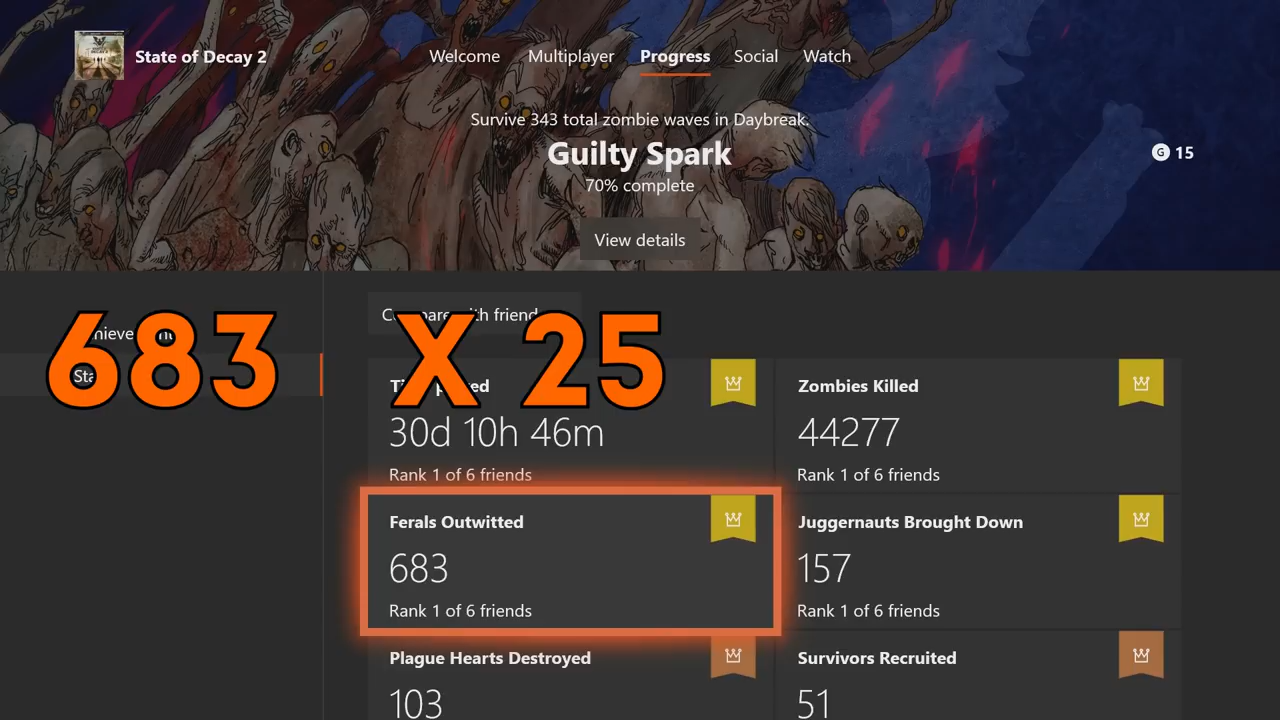 State of Decay 2
Welcome
Multiplayer
Progress
Social
Watch
Survive 343 total zombie waves in Daybreak.
Guilty Spark
70% complete
G 15
View details
683 X 25
Zombies Killed
30d 10h 46m
44277
Rank 1 of 6 friends
Rank 1 of 6 friends
Ferals Outwitted
Juggernauts Brought Down
683
157
Rank 1 of 6 friends
Rank 1 of 6 friends
Plague Hearts Destroyed
Survivors Recruited
103
51